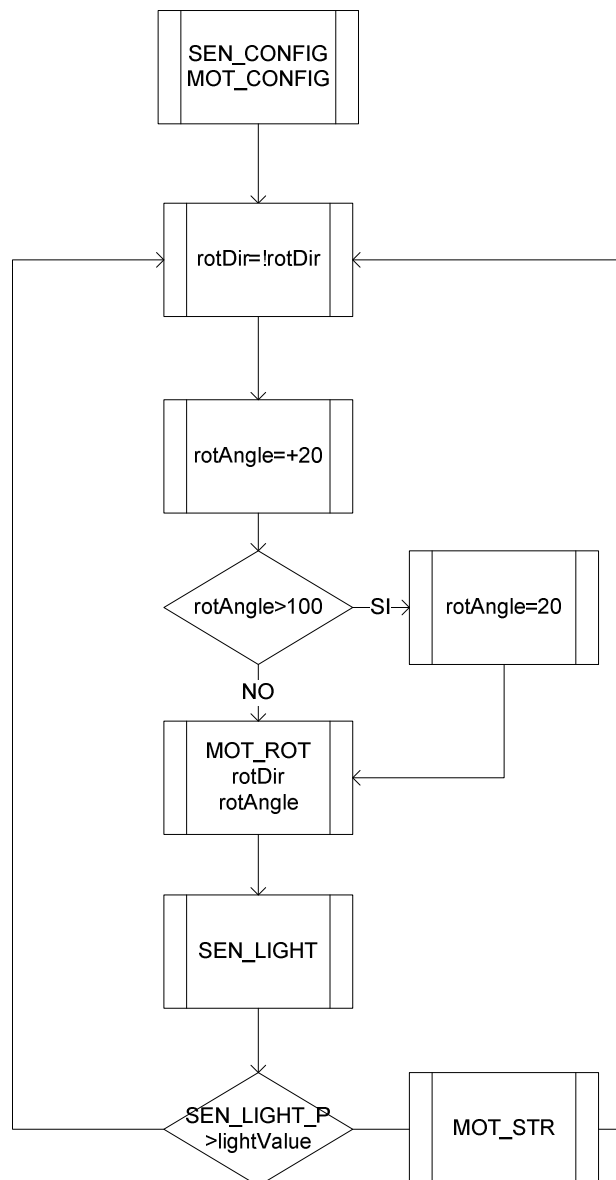 SEN_CONFIG
MOT_CONFIG
rotDir=!rotDir
rotAngle=+20
rotAngle>100
SI
rotAngle=20
NO
MOT_ROT
rotDir
rotAngle
SEN_LIGHT
SEN_LIGHT_P
>lightValue
MOT_STR